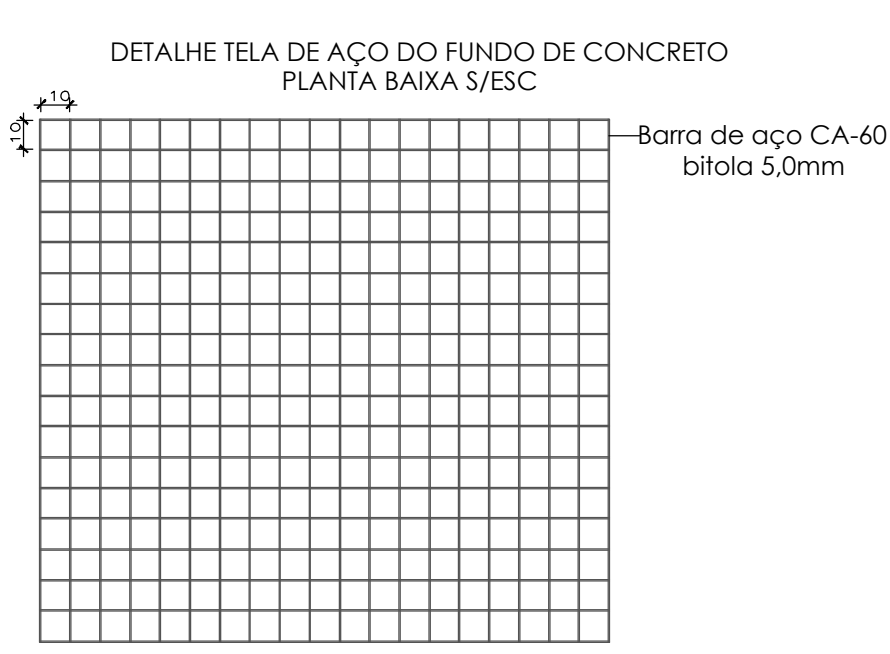 DETALHE TELA DE AÇO DO FUNDO DE CONCRETO
PLANTA BAIXA S/ESC
10
10
Barra de aço CA-60
bitola 5,0mm